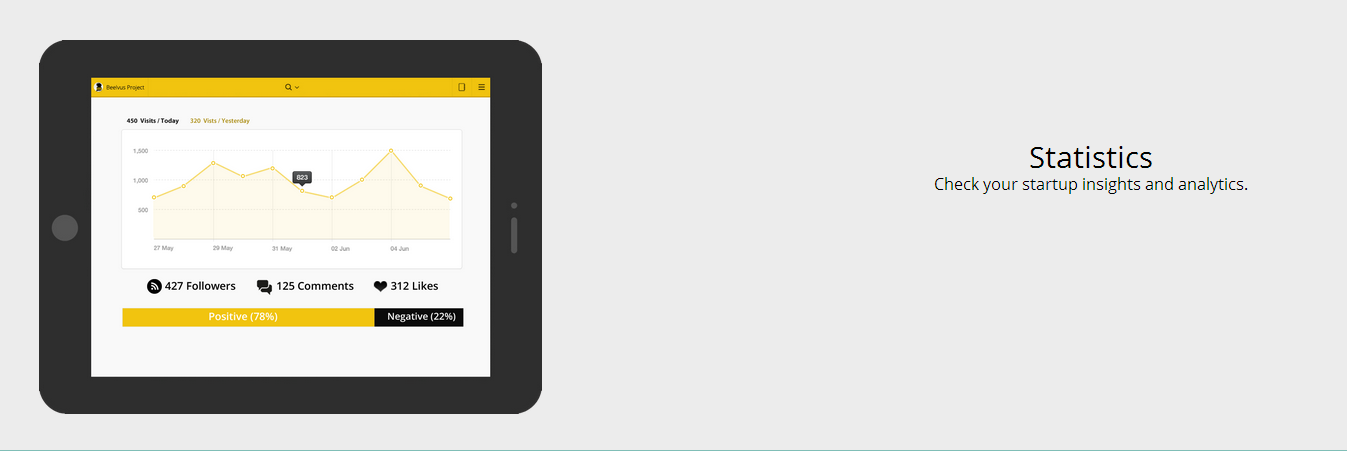 Beelvus Project
450 Visits / Today 320 Vists / Yesterday
1,500
1,000
500
823
27 May 29 May 31 May 02 Jun 04 Jun
427 Followers 125 Comments 312 Likes
Positive (78%) Negative (22%)
Statistics
Check your startup insights and analytics.